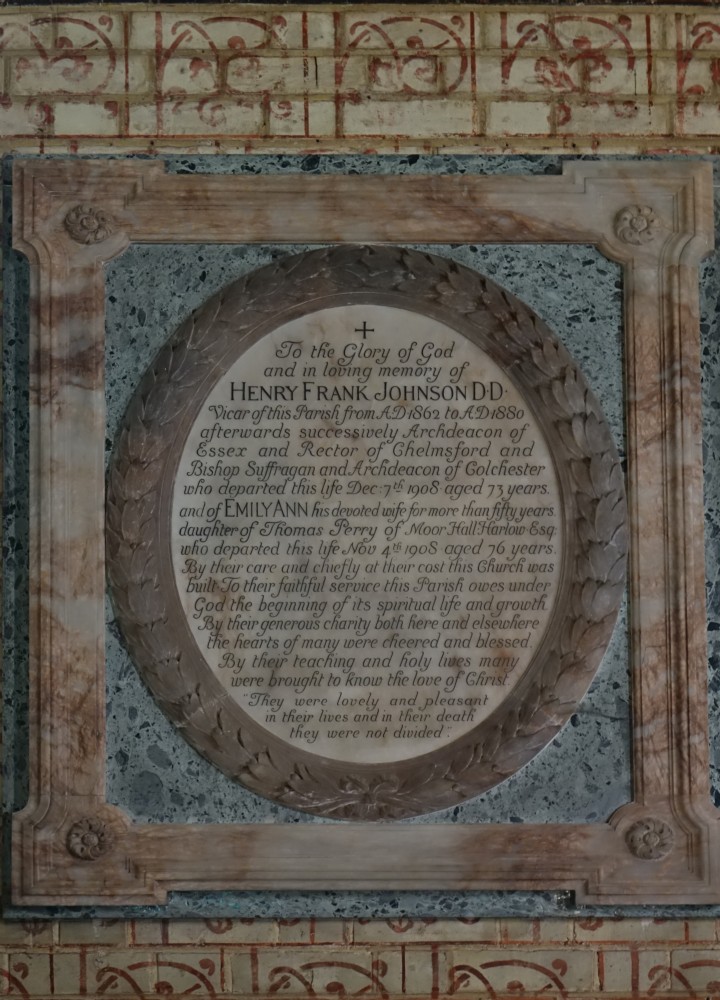 To the Glory of God
and in loving memory of
HENRY FRANK JOHNSON D·D·
Vicar of this Parish from A.D 1862 to A.D 1880
afterwards successively Archdeacon of
Essex and Rector of Chelmsford and
Bishop Suffragan and Archdeacon of Colchester
who departed this life Dec: 7th 1908 aged 73 years.
and of EMILY ANN his devoted wife for more than fifty years.
daughter of Thomas Perry of Moor Hall Harlow Esq:
who departed this life Nov 4th 1908 aged 76 years.
By their care and chiefly at their cost this Church was
built· To their faithful service this Parish owes under
God the beginning of its spiritual life and growth.
By their generous charity both here and elsewhere
the hearts of many were cheered and blessed.
By their teaching and holy lives many
were brought to know the love of Christ
"They were lovely and pleasant
in their lives and in their death
they were not divided".